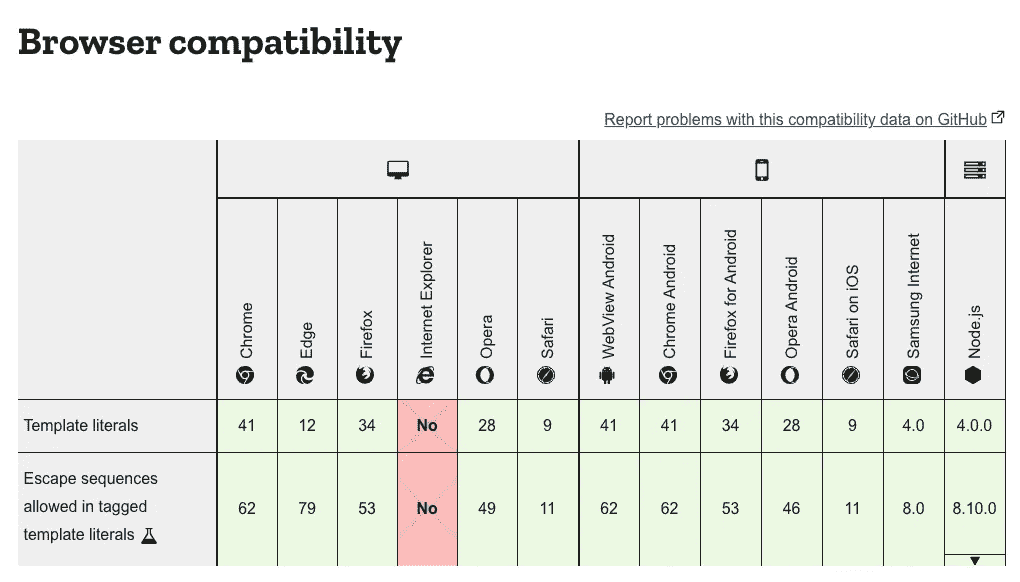 Browser compatibility
Report problems with this compatibility data on GitHub
Chrome
Edge
Firefox
Internet Explorer
Opera
Safari
WebView Android
Chrome Android
Firefox for Android
Opera Android
Safari on iOS
Samsung Internet
Node.js
Template literals 41 12 34 No 28 9 41 41 34 28 9 4.0 4.0.0
Escape sequences
allowed in tagged
template literals
62 79 53 No 49 11 62 62 53 46 11 8.0 8.10.0